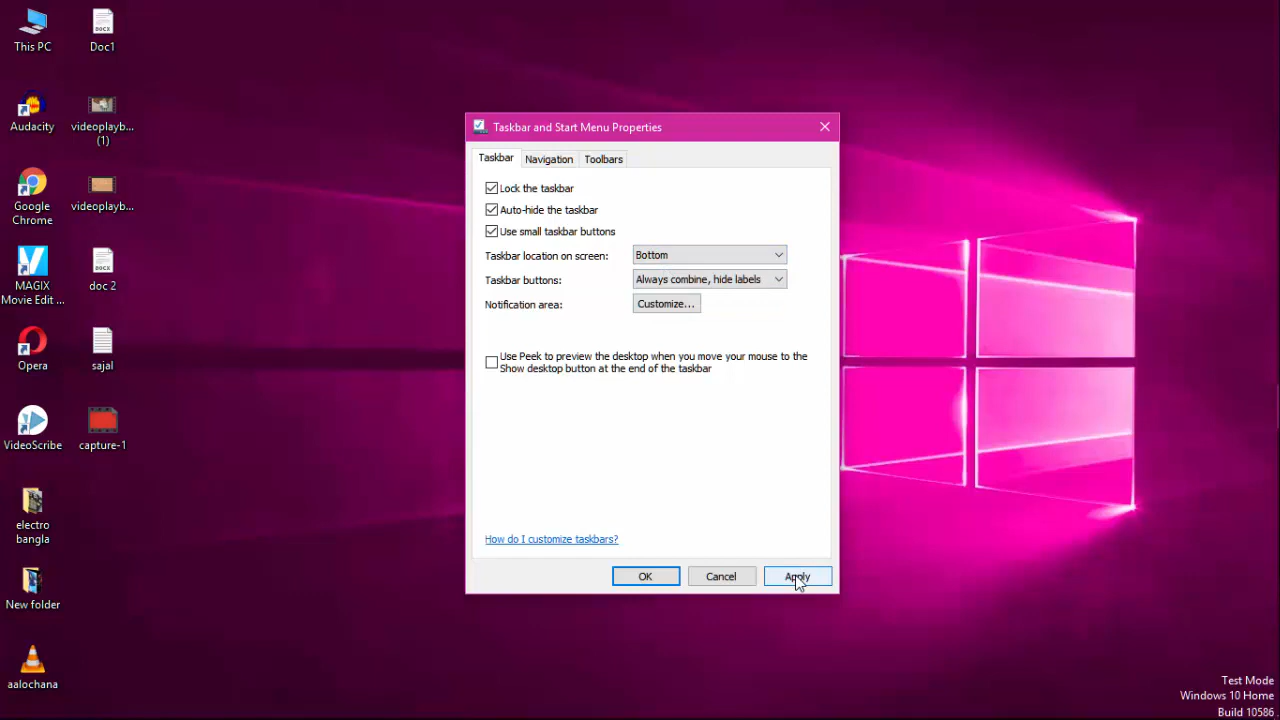 This PC
Doc1
Audacity
videoplayb...
(1)
Google
Chrome
videoplayb...
MAGIX
Movie Edit ...
doc 2
Opera
sajal
VideoScribe
capture-1
electro
bangla
New folder
aalochana
Taskbar and Start Menu Properties
Taskbar
Navigation
Toolbars
Lock the taskbar
Auto-hide the taskbar
Use small taskbar buttons
Taskbar location on screen:
Bottom
Taskbar buttons:
Always combine, hide labels
Notification area:
Customize...
Use Peek to preview the desktop when you move your mouse to the
Show desktop button at the end of the taskbar
How do I customize taskbars?
OK
Cancel
Apply
Test Mode
Windows 10 Home
Build 10586